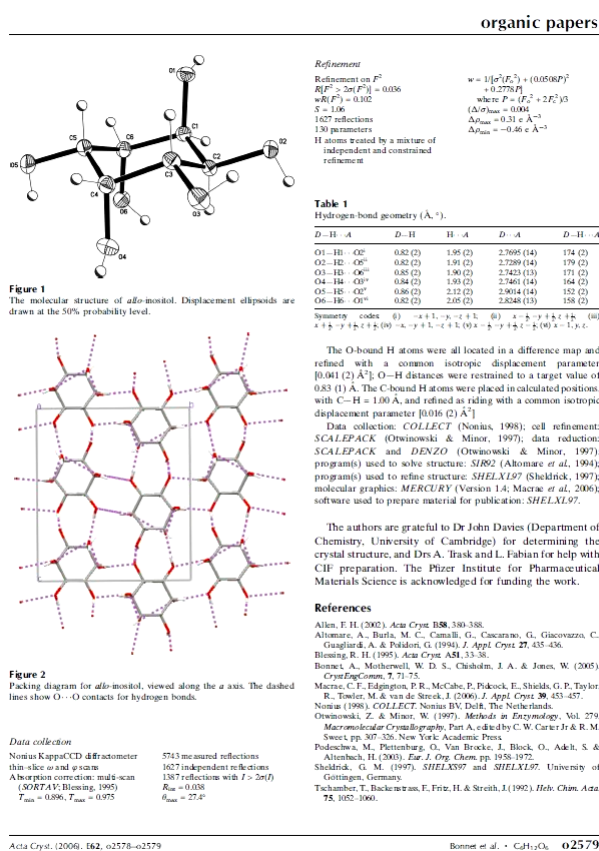 organic papers
O1
C5
C6
C1
O5
C2
O2
C4
C3
O6
O3
O4
Figure 1
The molecular structure of allo-inositol. Displacement ellipsoids are
drawn at the 50% probability level.
Figure 2
Packing diagram for allo-inositol, viewed along the a axis. The dashed
lines show O···O contacts for hydrogen bonds.
Data collection
Nonius KappaCCD diffractometer
thin-slice ω and φ scans
Absorption correction: multi-scan
(SORTAV; Blessing, 1995)
Tmin = 0.896, Tmax = 0.975
5743 measured reflections
1627 independent reflections
1387 reflections with I > 2σ(I)
Rint = 0.038
θmax = 27.4°
Refinement
Refinement on F²
R[F² > 2σ(F²)] = 0.036
wR(F²) = 0.102
S = 1.06
1627 reflections
130 parameters
H atoms treated by a mixture of
independent and constrained
refinement
w = 1/[σ²(Fo²) + (0.0508P)²
+ 0.2778P]
where P = (Fo² + 2Fc²)/3
(Δ/σ)max = 0.004
Δρmax = 0.31 e Å⁻³
Δρmin = −0.46 e Å⁻³
Table 1
Hydrogen-bond geometry (Å, °).
D—H···A D—H H···A D···A D—H···A
O1—H1···O2ⁱ 0.82 (2) 1.95 (2) 2.7695 (14) 174 (2)
O2—H2···O5ⁱⁱ 0.82 (2) 1.91 (2) 2.7289 (14) 179 (2)
O3—H3···O6ⁱⁱⁱ 0.85 (2) 1.90 (2) 2.7423 (13) 171 (2)
O4—H4···O3ⁱᵛ 0.84 (2) 1.93 (2) 2.7461 (14) 164 (2)
O5—H5···O2ᵛ 0.86 (2) 2.12 (2) 2.9014 (14) 152 (2)
O6—H6···O1ᵛⁱ 0.82 (2) 2.05 (2) 2.8248 (13) 158 (2)
Symmetry codes: (i) −x + 1, −y, −z + 1; (ii) (iii)
(iv) −x, −y + 1, −z + 1; (v) (vi) x − 1, y, z.
The O-bound H atoms were all located in a difference map and
refined with a common isotropic displacement parameter
[0.041 (2) Å²]; O—H distances were restrained to a target value of
0.83 (1) Å. The C-bound H atoms were placed in calculated positions
with C—H = 1.00 Å, and refined as riding with a common isotropic
displacement parameter [0.016 (2) Å²]
Data collection: COLLECT (Nonius, 1998); cell refinement:
SCALEPACK (Otwinowski & Minor, 1997); data reduction:
SCALEPACK and DENZO (Otwinowski & Minor, 1997)
program(s) used to solve structure: SIR92 (Altomare et al., 1994);
program(s) used to refine structure: SHELXL97 (Sheldrick, 1997);
molecular graphics: MERCURY (Version 1.4; Macrae et al., 2006);
software used to prepare material for publication: SHELXL97.
The authors are grateful to Dr John Davies (Department of
Chemistry, University of Cambridge) for determining the
crystal structure, and Drs A. Trask and L. Fabian for help with
CIF preparation. The Pfizer Institute for Pharmaceutical
Materials Science is acknowledged for funding the work.
References
Allen, F. H. (2002). Acta Cryst. B58, 380–388.
Altomare, A., Burla, M. C., Camalli, G., Cascarano, G., Giacovazzo, C.,
Guagliardi, A. & Polidori, G. (1994). J. Appl. Cryst. 27, 435–436.
Blessing, R. H. (1995). Acta Cryst. A51, 33–38.
Bonnet, A., Motherwell, W. D. S., Chisholm, J. A. & Jones, W. (2005).
CrystEngComm, 7, 71–75.
Macrae, C. F., Edgington, P. R., McCabe, P., Pidcock, E., Shields, G. P., Taylor,
R., Towler, M. & van de Streek, J. (2006). J. Appl. Cryst. 39, 453–457.
Nonius (1998). COLLECT. Nonius BV, Delft, The Netherlands.
Otwinowski, Z. & Minor, W. (1997). Methods in Enzymology, Vol. 279
Macromolecular Crystallography, Part A, edited by C. W. Carter Jr & R. M.
Sweet, pp. 307–326. New York: Academic Press.
Podeschwa, M., Plettenburg, O., Van Brocke, J., Block, O., Adelt, S. &
Altenbach, H. (2003). Eur. J. Org. Chem. pp. 1958–1972.
Sheldrick, G. M. (1997). SHELXS97 and SHELXL97. University of
Göttingen, Germany.
Tschamber, T., Backenstrass, F., Fritz, H. & Streith, J. (1992). Helv. Chim. Acta
75, 1052–1060.
Acta Cryst. (2006). E62, o2578–o2579
Bonnet et al. • C₆H₁₂O₆ o2579